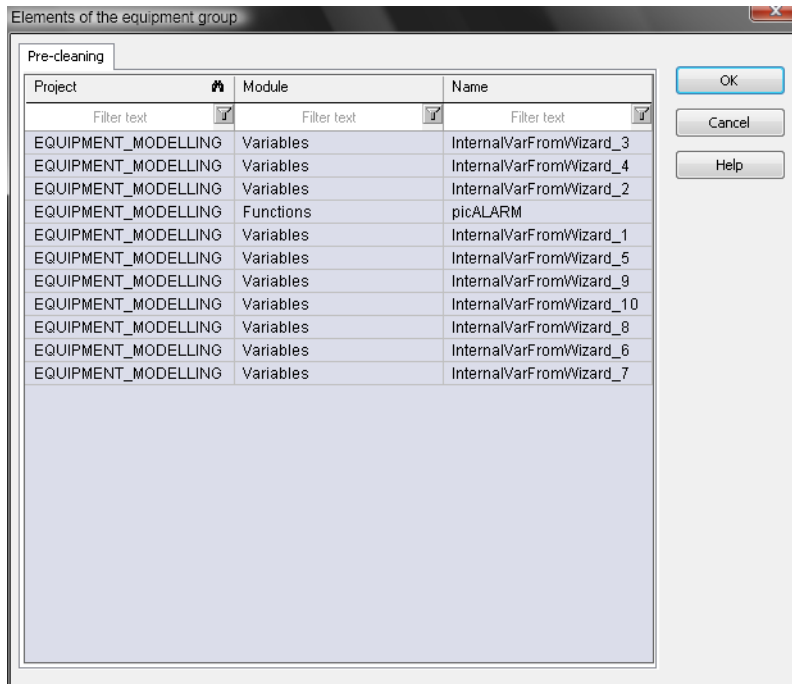 Elements of the equipment group
Pre-cleaning
Project Module Name
Filter text Filter text Filter text
EQUIPMENT_MODELLING Variables InternalVarFromWizard_3
EQUIPMENT_MODELLING Variables InternalVarFromWizard_4
EQUIPMENT_MODELLING Variables InternalVarFromWizard_2
EQUIPMENT_MODELLING Functions picALARM
EQUIPMENT_MODELLING Variables InternalVarFromWizard_1
EQUIPMENT_MODELLING Variables InternalVarFromWizard_5
EQUIPMENT_MODELLING Variables InternalVarFromWizard_9
EQUIPMENT_MODELLING Variables InternalVarFromWizard_10
EQUIPMENT_MODELLING Variables InternalVarFromWizard_8
EQUIPMENT_MODELLING Variables InternalVarFromWizard_6
EQUIPMENT_MODELLING Variables InternalVarFromWizard_7
OK
Cancel
Help